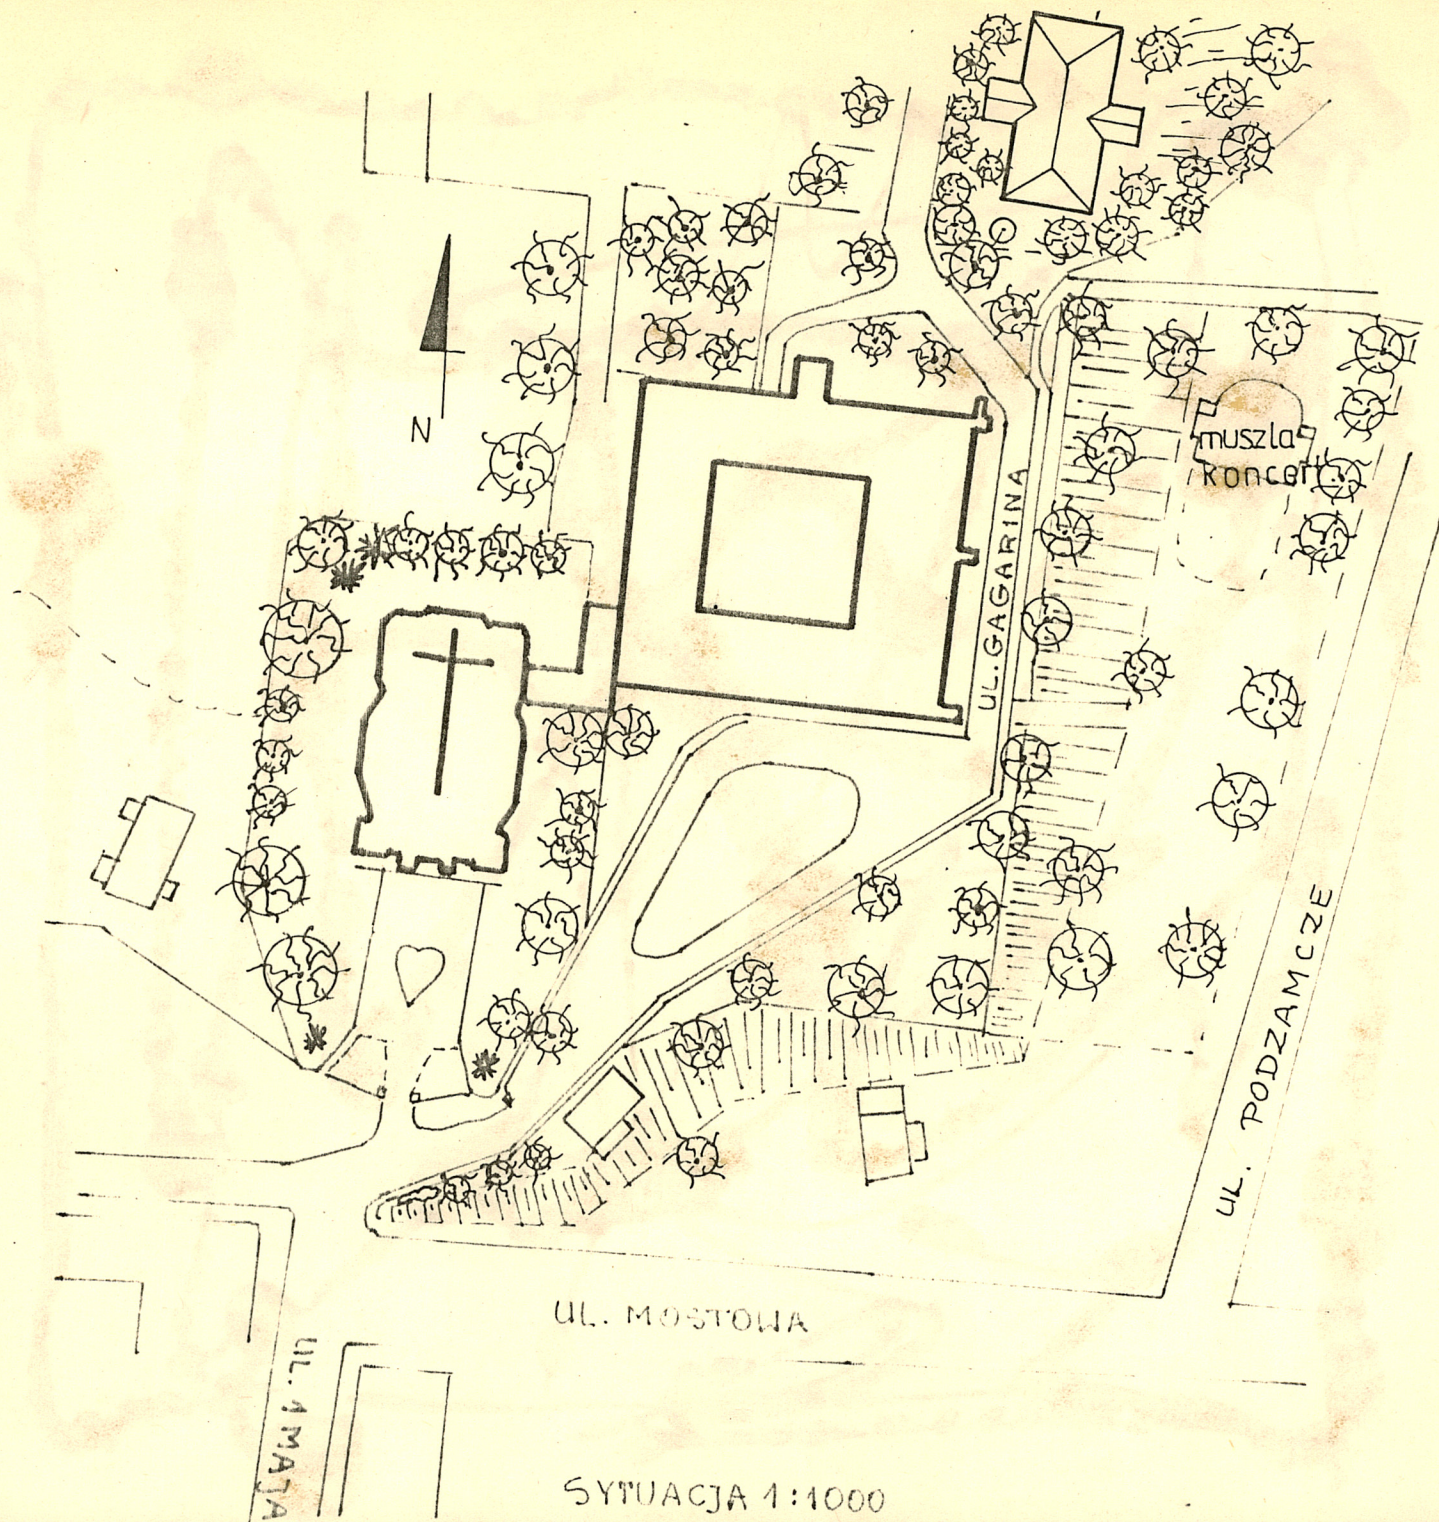 N
muszla
koncert
UL. GAGARINA
UL. PODZAMCZE
UL. MOSTOWA
UL. 1 MAJA
SYTUACJA 1:1000